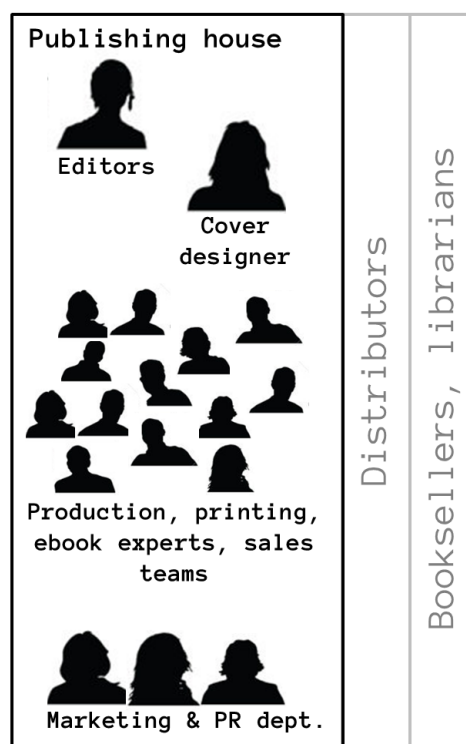 Publishing house
Editors
Cover
designer
Production, printing,
ebook experts, sales
teams
Marketing & PR dept.
Distributors
Booksellers, librarians